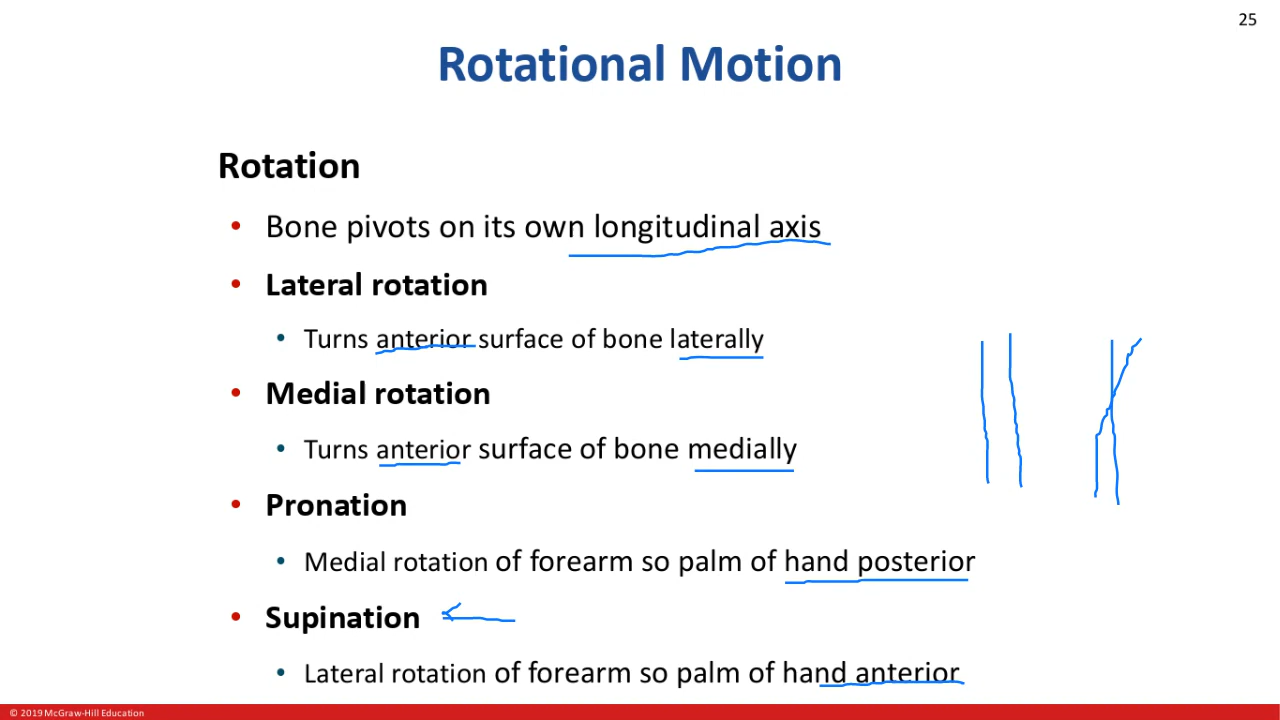 25
Rotational Motion
Rotation
• Bone pivots on its own longitudinal axis
• Lateral rotation
• Turns anterior surface of bone laterally
• Medial rotation
• Turns anterior surface of bone medially
• Pronation
• Medial rotation of forearm so palm of hand posterior
• Supination
• Lateral rotation of forearm so palm of hand anterior
© 2019 McGraw-Hill Education